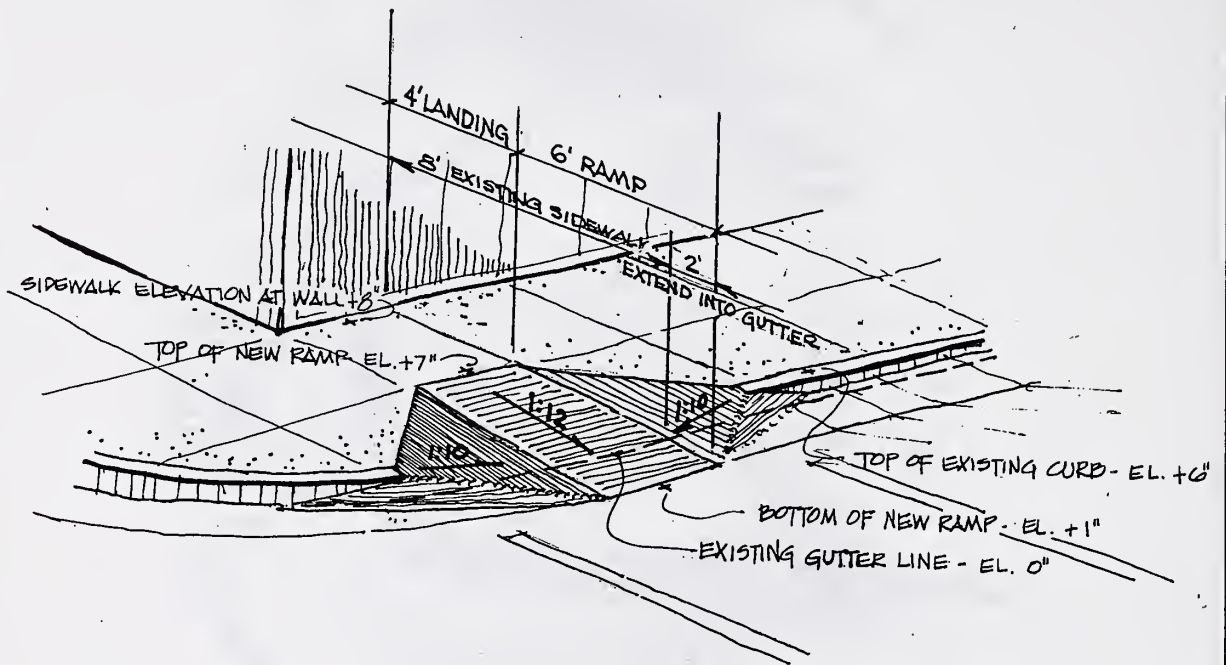 4' LANDING
6' RAMP
8' EXISTING SIDEWALK
2'
EXTEND INTO GUTTER
SIDEWALK ELEVATION AT WALL +8"
TOP OF NEW RAMP- EL. +7"
1:12
1:10
1:10
TOP OF EXISTING CURB- EL. +6"
BOTTOM OF NEW RAMP- EL. +1"
EXISTING GUTTER LINE - EL. 0"